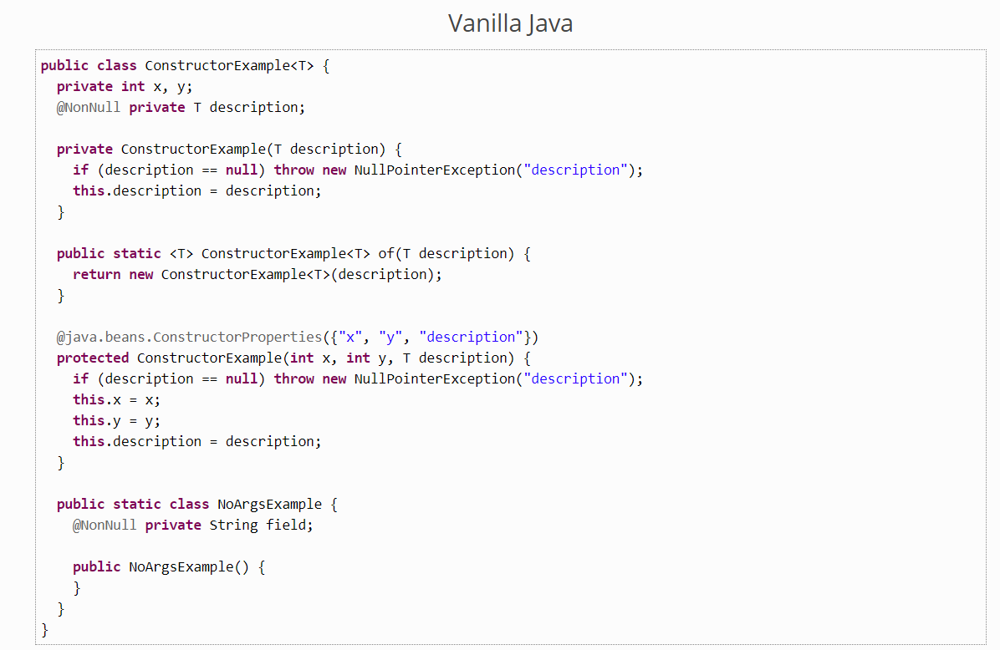 Vanilla Java
public class ConstructorExample<T> {
  private int x, y;
  @NonNull private T description;

  private ConstructorExample(T description) {
    if (description == null) throw new NullPointerException("description");
    this.description = description;
  }

  public static <T> ConstructorExample<T> of(T description) {
    return new ConstructorExample<T>(description);
  }

  @java.beans.ConstructorProperties({"x", "y", "description"})
  protected ConstructorExample(int x, int y, T description) {
    if (description == null) throw new NullPointerException("description");
    this.x = x;
    this.y = y;
    this.description = description;
  }

  public static class NoArgsExample {
    @NonNull private String field;

    public NoArgsExample() {
    }
  }
}